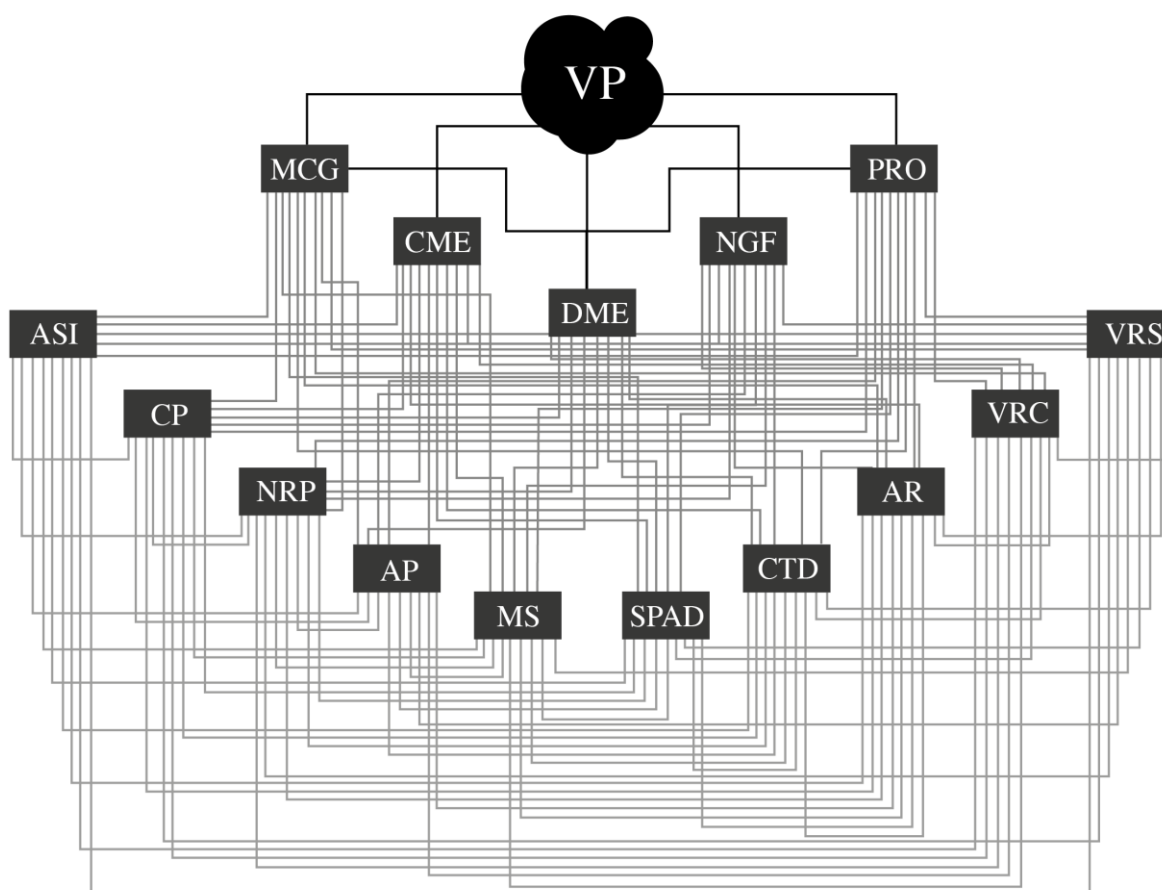 VP
MCG
PRO
CME
NGF
DME
ASI
VRS
CP
VRC
NRP
AR
AP
CTD
MS
SPAD